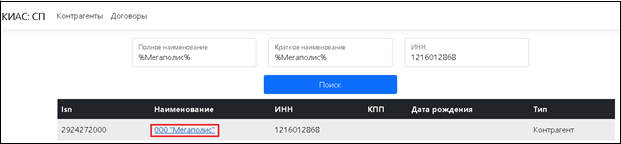 КИАС: СП Контрагенты Договоры
Полное наименование Краткое наименование ИНН
%Мегаполис% %Мегаполис% 1216012868
Поиск
Isn Наименование ИНН КПП Дата рождения Тип
2924272000 ООО "Мегаполис" 1216012868 Контрагент